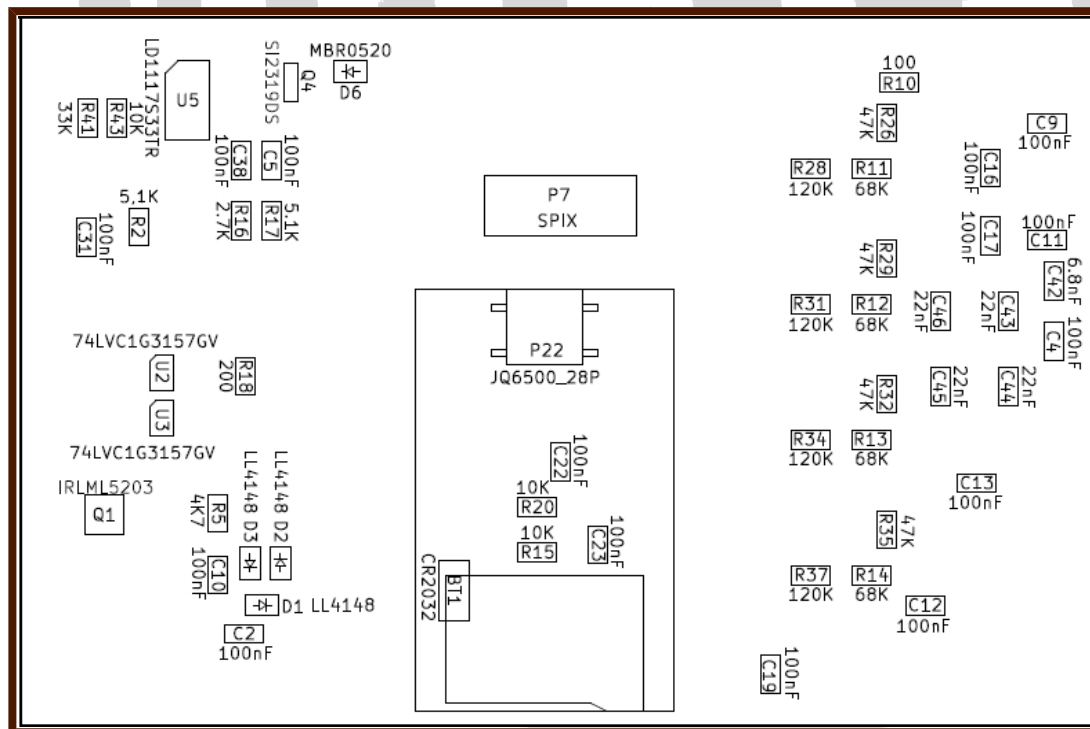 LD1117S33TR
U5
SI2319DS
Q4
MBR0520
D6
33K
R41
R43
10K
100nF
C38
C5
100nF
5,1K
R2
C31
100nF
2.7K
R16
R17
5.1K
P7
SPIX
100
R10
47K
R26
C9
100nF
R28
120K
R11
68K
100nF
C16
100nF
C17
100nF
C11
47K
R29
C42
6.8nF
R31
120K
R12
68K
22nF
C46
22nF
C43
C4
100nF
P22
JQ6500_28P
74LVC1G3157GV
U2
200
R18
U3
74LVC1G3157GV
47K
R32
C45
22nF
C44
22nF
R34
120K
R13
68K
C22
100nF
10K
R20
10K
R15
C23
100nF
C13
100nF
IRLML5203
Q1
4K7
R5
LL4148 D3
LL4148 D2
100nF
C10
D1 LL4148
C2
100nF
CR2032
BT1
R35
47K
R37
120K
R14
68K
C12
100nF
C19
100nF